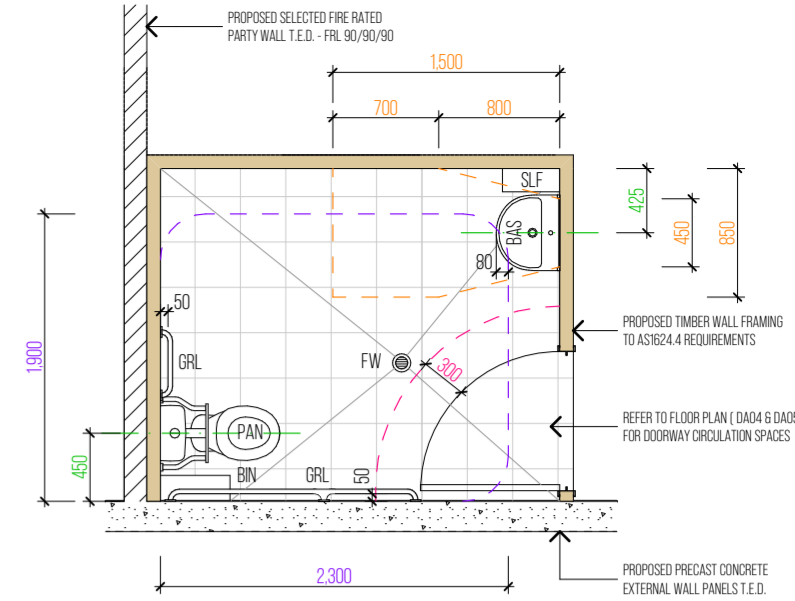 PROPOSED SELECTED FIRE RATED
PARTY WALL T.E.D. - FRL 90/90/90
1,500
700
800
SLF
425
450
850
BAS
80
50
1,900
GRL
FW
300
PROPOSED TIMBER WALL FRAMING
TO AS1624.4 REQUIREMENTS
PAN
REFER TO FLOOR PLAN ( DA04 & DA05
FOR DOORWAY CIRCULATION SPACES
450
BIN
GRL
50
2,300
PROPOSED PRECAST CONCRETE
EXTERNAL WALL PANELS T.E.D.